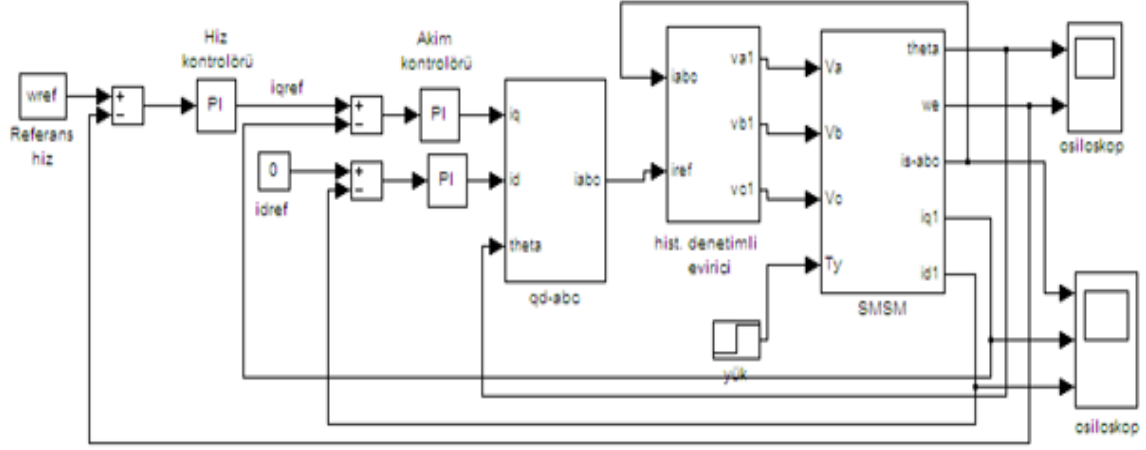 Hiz
kontrolörü
Akim
kontrolörü
wref
Referans
hiz
+
−
PI
iqref
+
−
PI
0
idref
+
−
PI
iq
id
theta
iabc
qd-abc
iabc
iref
va1
vb1
vc1
hist. denetimli
evirici
Va
Vb
Vc
Ty
theta
we
is-abc
iq1
id1
SMSM
yük
osiloskop
osiloskop